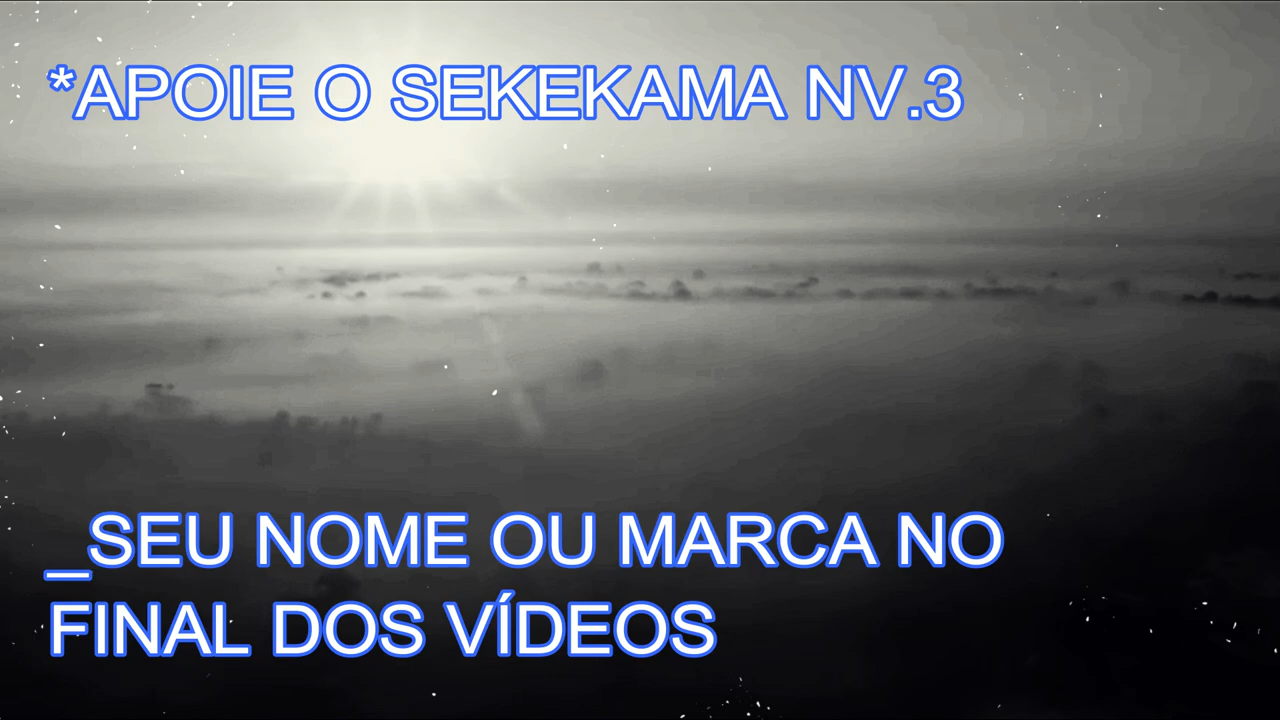 *APOIE O SEKEKAMA NV.3
_SEU NOME OU MARCA NO
FINAL DOS VÍDEOS